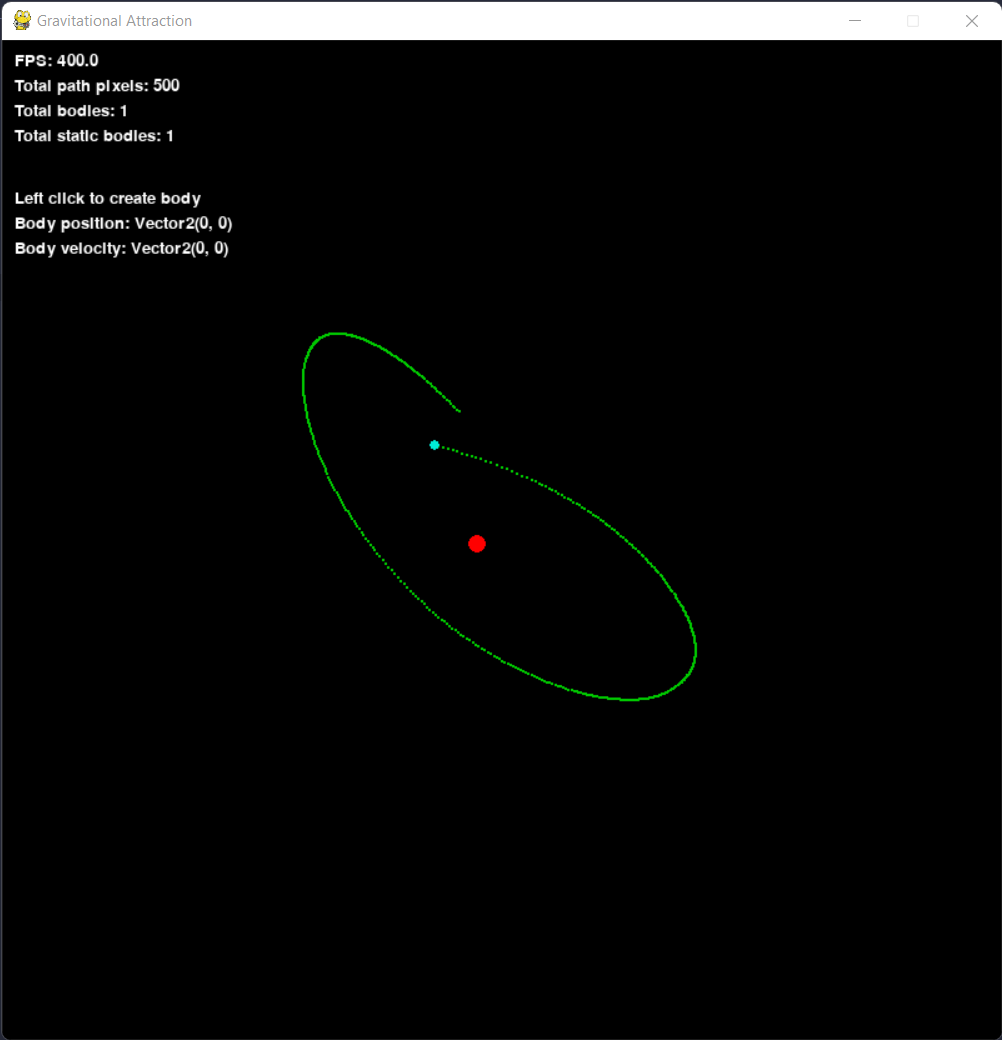 Gravitational Attraction
FPS: 400.0
Total path pixels: 500
Total bodies: 1
Total static bodies: 1
Left click to create body
Body position: Vector2(0, 0)
Body velocity: Vector2(0, 0)